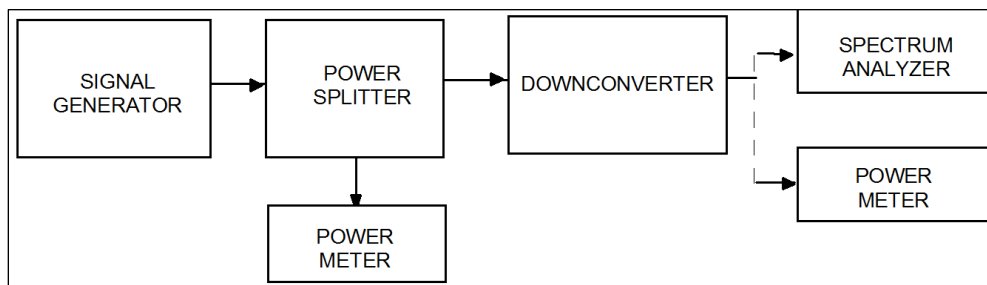 SIGNAL
GENERATOR
POWER
SPLITTER
DOWNCONVERTER
SPECTRUM
ANALYZER
POWER
METER
POWER
METER